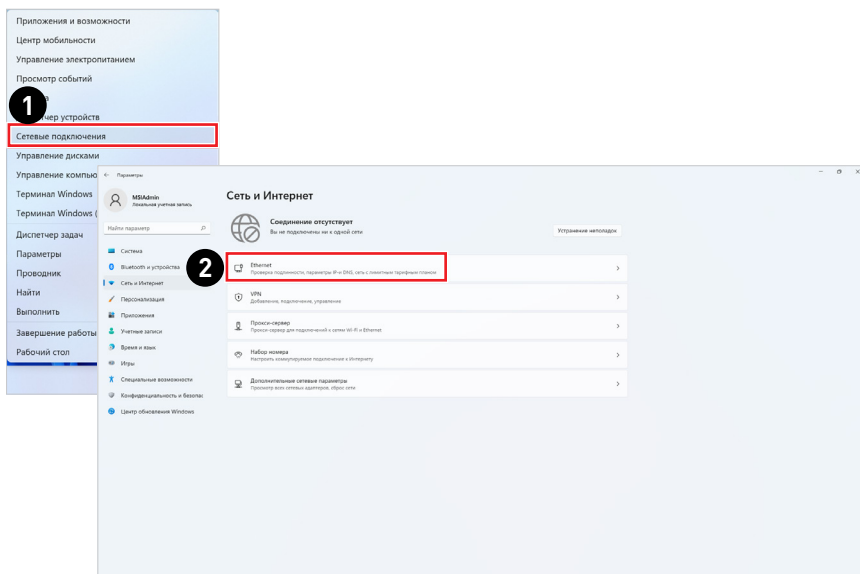 Приложения и возможности
Центр мобильности
Управление электропитанием
Просмотр событий
1
Сетевые подключения
Управление дисками
Управление компью
Терминал Windows
Терминал Windows (
Диспетчер задач
Параметры
Проводник
Найти
Выполнить
Завершение работы
Рабочий стол
Параметры
MSIAdmin
Локальная учетная запись
Найти параметр
Система
Bluetooth и устройства
Сеть и Интернет
Персонализация
Приложения
Учетные записи
Время и язык
Игры
Специальные возможности
Конфиденциальность и безопас
Центр обновления Windows
Сеть и Интернет
Соединение отсутствует
Вы не подключены ни к одной сети
Устранение неполадок
2
Ethernet
Проверка подлинности, параметры IP и DNS, сеть с лимитным тарифным планом
VPN
Добавление, подключение, управление
Прокси-сервер
Прокси-сервер для подключений к сетям Wi-Fi и Ethernet
Набор номера
Настроить коммутируемое подключение к Интернету
Дополнительные сетевые параметры
Просмотр всех сетевых адаптеров, сброс сети